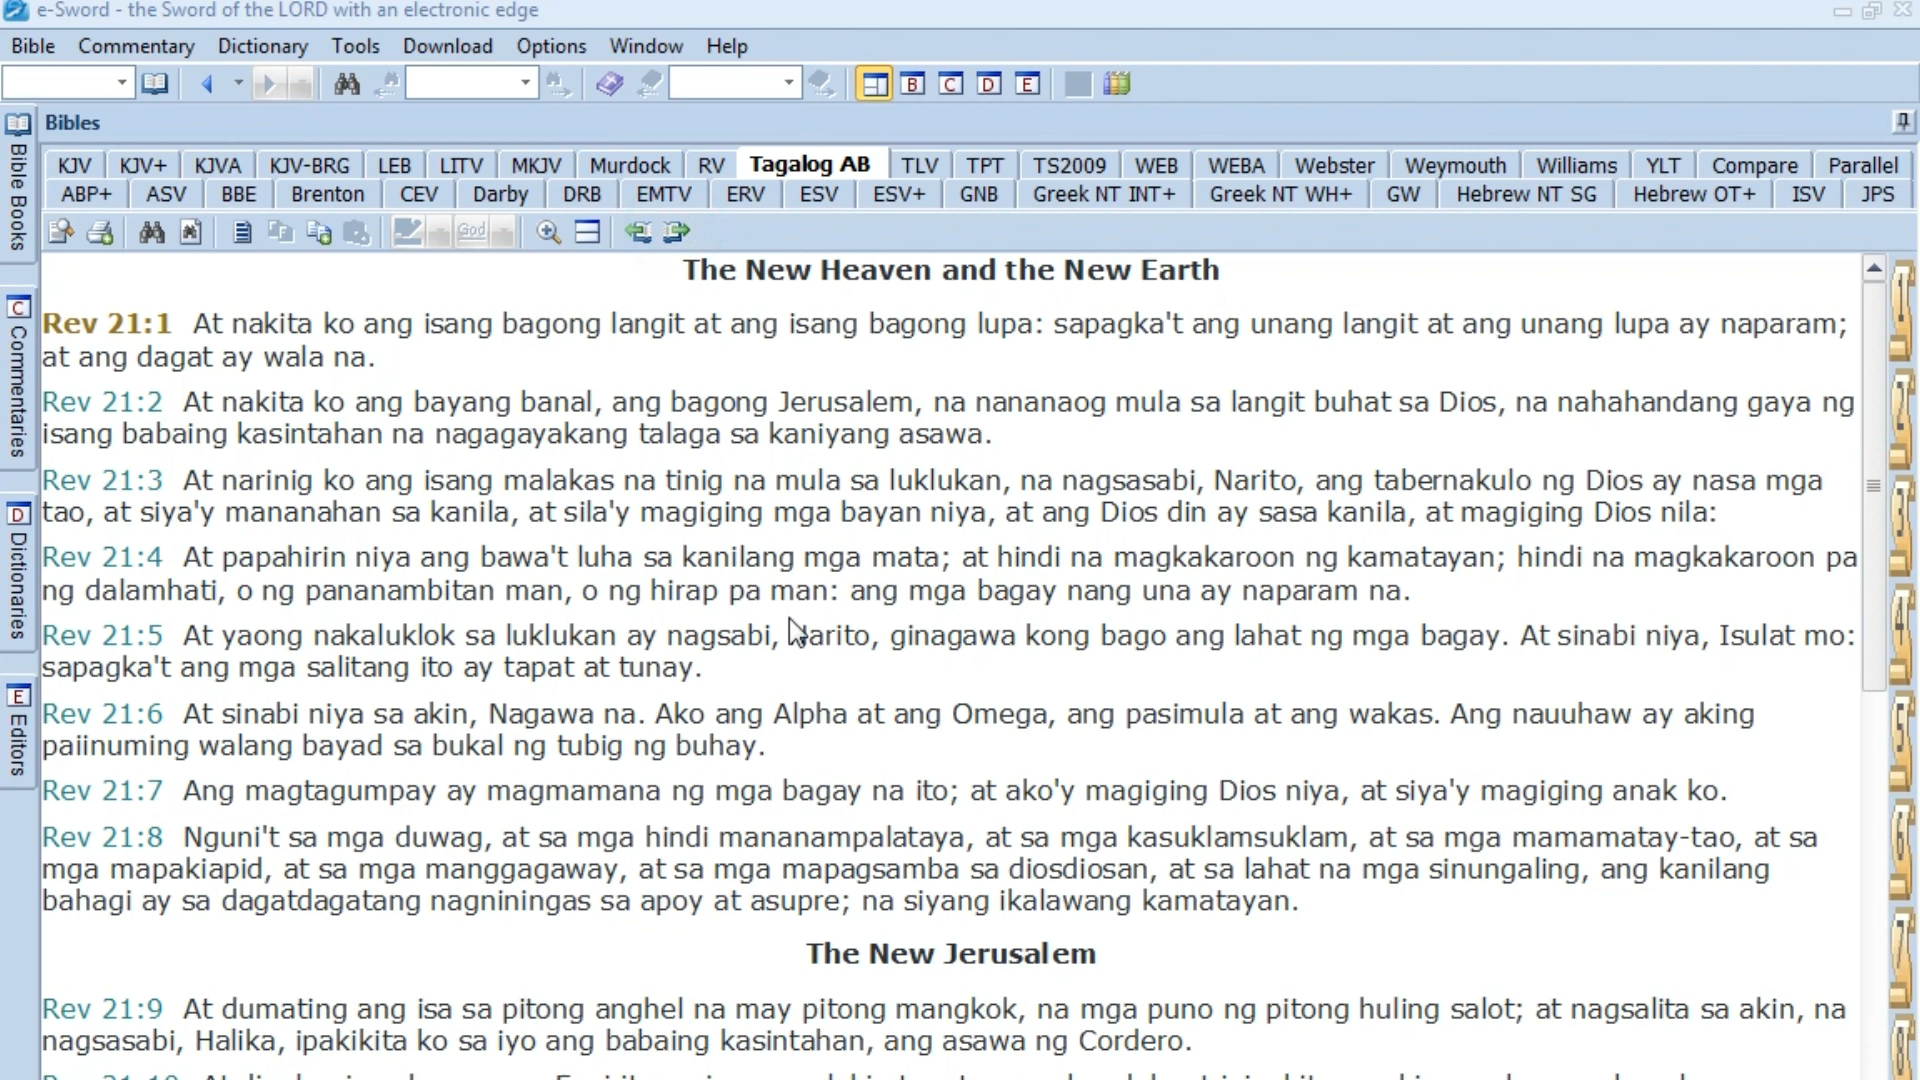 e-Sword - the Sword of the LORD with an electronic edge
Bible Commentary Dictionary Tools Download Options Window Help
B C D E
Bibles
KJV KJV+ KJVA KJV-BRG LEB LITV MKJV Murdock RV Tagalog AB TLV TPT TS2009 WEB WEBA Webster Weymouth Williams YLT Compare Parallel
ABP+ ASV BBE Brenton CEV Darby DRB EMTV ERV ESV ESV+ GNB Greek NT INT+ Greek NT WH+ GW Hebrew NT SG Hebrew OT+ ISV JPS
God
Bible Books
C Commentaries
D Dictionaries
E Editors
The New Heaven and the New Earth
Rev 21:1 At nakita ko ang isang bagong langit at ang isang bagong lupa: sapagka't ang unang langit at ang unang lupa ay naparam;
at ang dagat ay wala na.
Rev 21:2 At nakita ko ang bayang banal, ang bagong Jerusalem, na nananaog mula sa langit buhat sa Dios, na nahahandang gaya ng
isang babaing kasintahan na nagagayakang talaga sa kaniyang asawa.
Rev 21:3 At narinig ko ang isang malakas na tinig na mula sa luklukan, na nagsasabi, Narito, ang tabernakulo ng Dios ay nasa mga
tao, at siya'y mananahan sa kanila, at sila'y magiging mga bayan niya, at ang Dios din ay sasa kanila, at magiging Dios nila:
Rev 21:4 At papahirin niya ang bawa't luha sa kanilang mga mata; at hindi na magkakaroon ng kamatayan; hindi na magkakaroon pa
ng dalamhati, o ng pananambitan man, o ng hirap pa man: ang mga bagay nang una ay naparam na.
Rev 21:5 At yaong nakaluklok sa luklukan ay nagsabi, Narito, ginagawa kong bago ang lahat ng mga bagay. At sinabi niya, Isulat mo:
sapagka't ang mga salitang ito ay tapat at tunay.
Rev 21:6 At sinabi niya sa akin, Nagawa na. Ako ang Alpha at ang Omega, ang pasimula at ang wakas. Ang nauuhaw ay aking
paiinuming walang bayad sa bukal ng tubig ng buhay.
Rev 21:7 Ang magtagumpay ay magmamana ng mga bagay na ito; at ako'y magiging Dios niya, at siya'y magiging anak ko.
Rev 21:8 Nguni't sa mga duwag, at sa mga hindi mananampalataya, at sa mga kasuklamsuklam, at sa mga mamamatay-tao, at sa
mga mapakiapid, at sa mga manggagaway, at sa mga mapagsamba sa diosdiosan, at sa lahat na mga sinungaling, ang kanilang
bahagi ay sa dagatdagatang nagniningas sa apoy at asupre; na siyang ikalawang kamatayan.
The New Jerusalem
Rev 21:9 At dumating ang isa sa pitong anghel na may pitong mangkok, na mga puno ng pitong huling salot; at nagsalita sa akin, na
nagsasabi, Halika, ipakikita ko sa iyo ang babaing kasintahan, ang asawa ng Cordero.